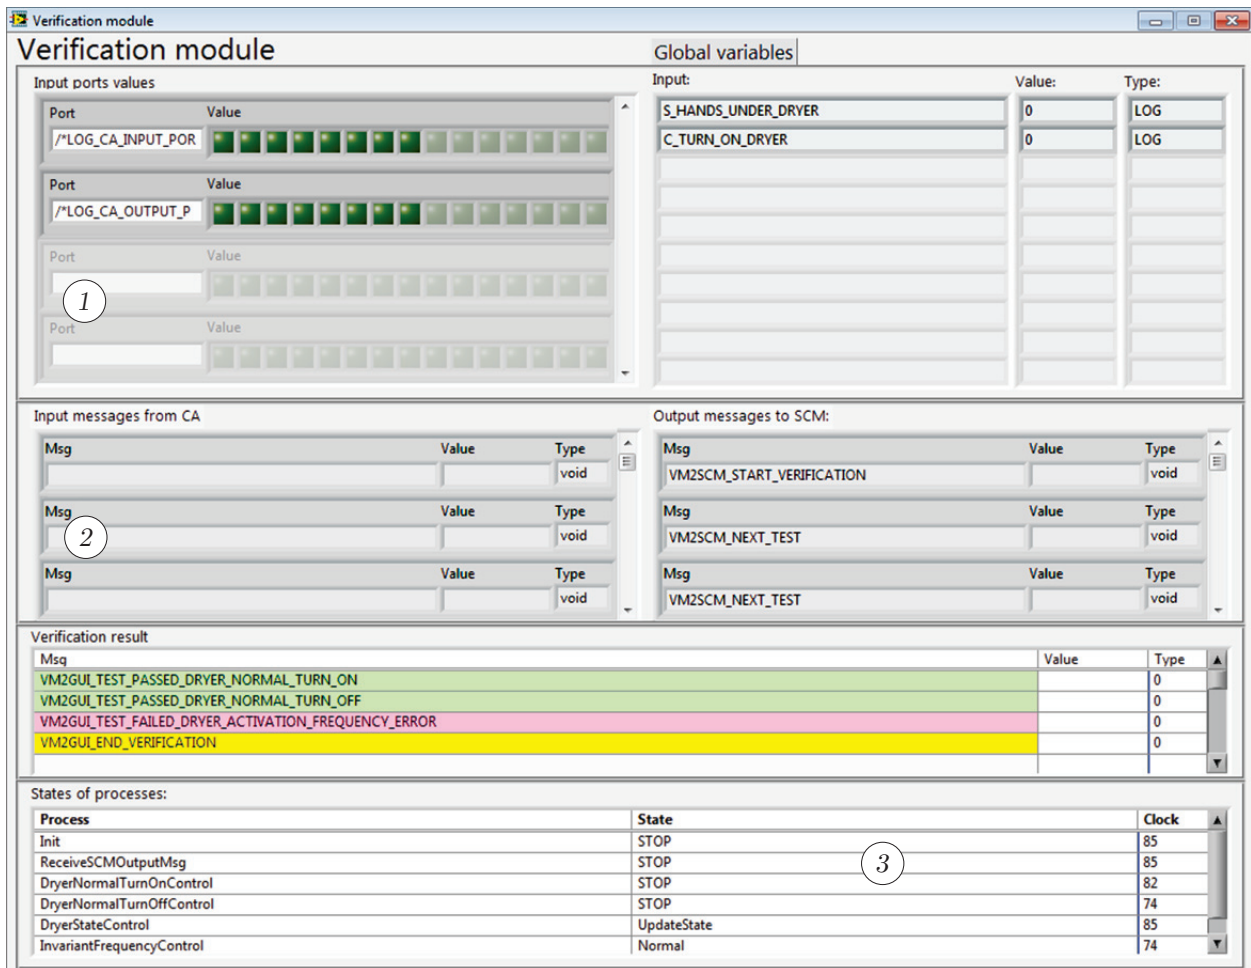 Verification module
Verification module
Global variables
Input ports values
Input: Value: Type:
Port Value
/*LOG_CA_INPUT_POR
S_HANDS_UNDER_DRYER 0 LOG
C_TURN_ON_DRYER 0 LOG
Port Value
/*LOG_CA_OUTPUT_P
Port Value
1
Port Value
Input messages from CA
Output messages to SCM:
Msg Value Type
void
Msg Value Type
2 void
Msg Value Type
void
Msg Value Type
VM2SCM_START_VERIFICATION void
Msg Value Type
VM2SCM_NEXT_TEST void
Msg Value Type
VM2SCM_NEXT_TEST void
Verification result
Msg Value Type
VM2GUI_TEST_PASSED_DRYER_NORMAL_TURN_ON 0
VM2GUI_TEST_PASSED_DRYER_NORMAL_TURN_OFF 0
VM2GUI_TEST_FAILED_DRYER_ACTIVATION_FREQUENCY_ERROR 0
VM2GUI_END_VERIFICATION 0
States of processes:
Process State Clock
Init STOP 85
ReceiveSCMOutputMsg STOP 85
3
DryerNormalTurnOnControl STOP 82
DryerNormalTurnOffControl STOP 74
DryerStateControl UpdateState 85
InvariantFrequencyControl Normal 74